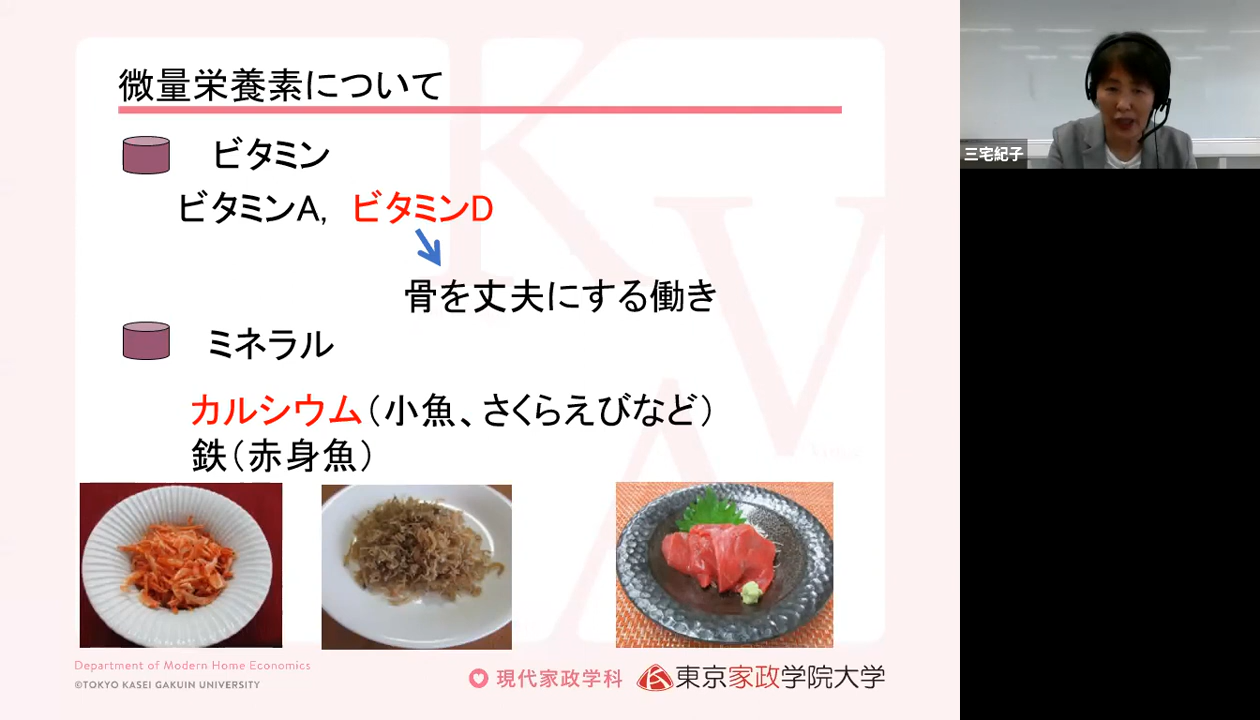 微量栄養素について
ビタミン
ビタミンA, ビタミンD
骨を丈夫にする働き
ミネラル
カルシウム（小魚、さくらえびなど）
鉄（赤身魚）
Department of Modern Home Economics
©TOKYO KASEI GAKUIN UNIVERSITY
現代家政学科
東京家政学院大学
三宅紀子